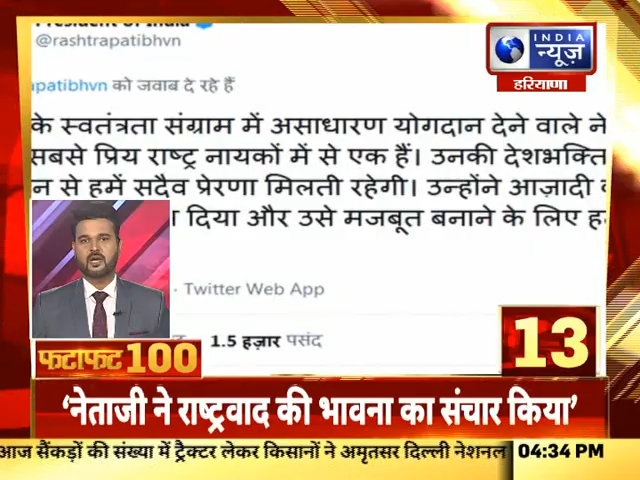 President of India
@rashtrapatibhvn
INDIA
न्यूज़
हरियाणा
apatibhvn को जवाब दे रहे हैं
के स्वतंत्रता संग्राम में असाधारण योगदान देने वाले ने
सबसे प्रिय राष्ट्र नायकों में से एक हैं। उनकी देशभक्ति
न से हमें सदैव प्रेरणा मिलती रहेगी। उन्होंने आज़ादी
दिया और उसे मजबूत बनाने के लिए
· Twitter Web App
1.5 हज़ार पसंद
13
फटाफट 100
'नेताजी ने राष्ट्रवाद की भावना का संचार किया'
आज सैंकड़ों की संख्या में ट्रैक्टर लेकर किसानों ने अमृतसर दिल्ली नेशनल
04:34 PM